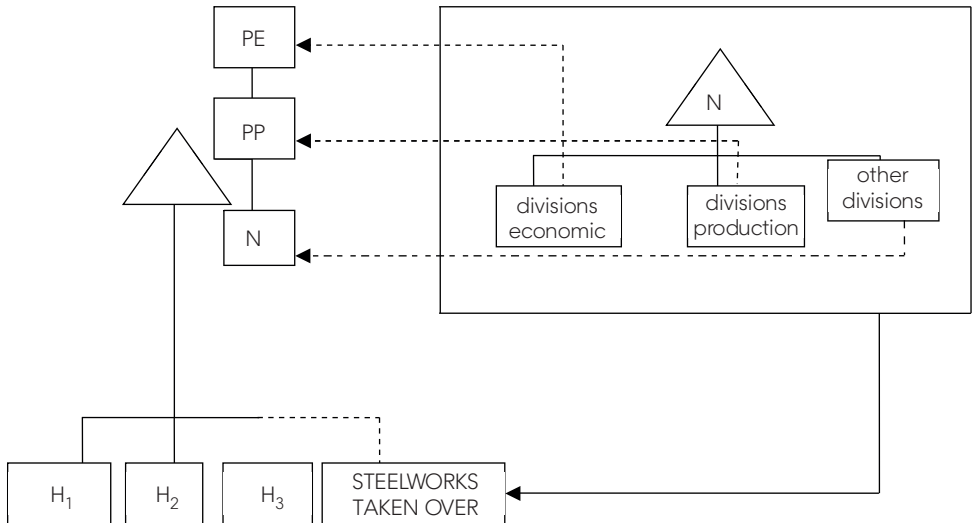 PE
PP
N
N
divisions
economic
divisions
production
other
divisions
H₁
H₂
H₃
STEELWORKS
TAKEN OVER